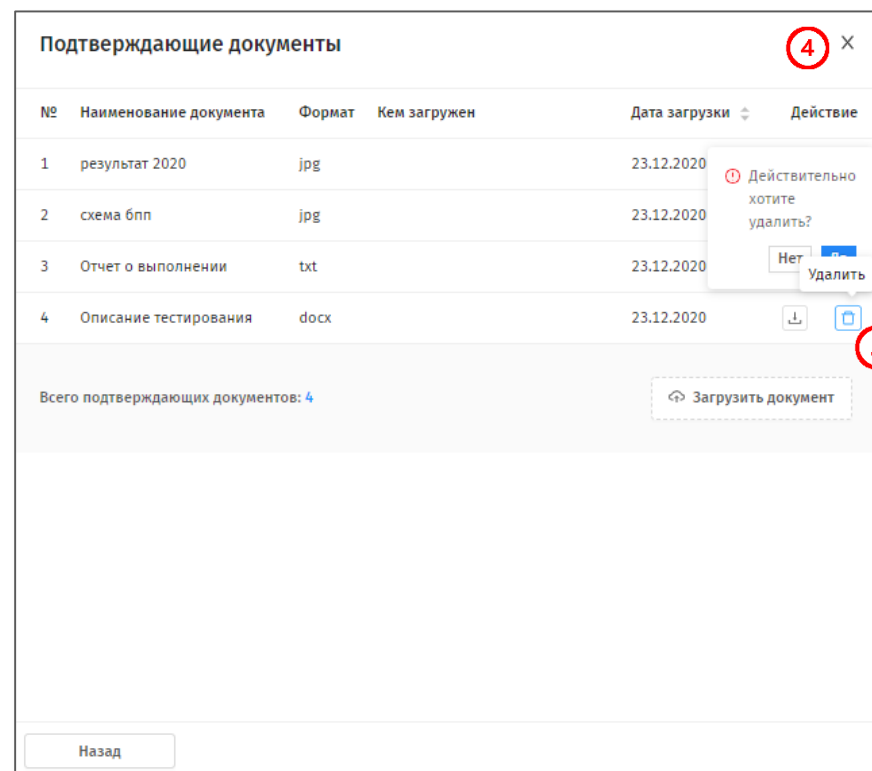 Подтверждающие документы
4
№ Наименование документа Формат Кем загружен Дата загрузки Действие
1 результат 2020 jpg 23.12.2020
Действительно
хотите
удалить?
2 схема бпп jpg 23.12.2020
Нет
Удалить
3 Отчет о выполнении txt 23.12.2020
4 Описание тестирования docx 23.12.2020
Всего подтверждающих документов: 4
Загрузить документ
Назад